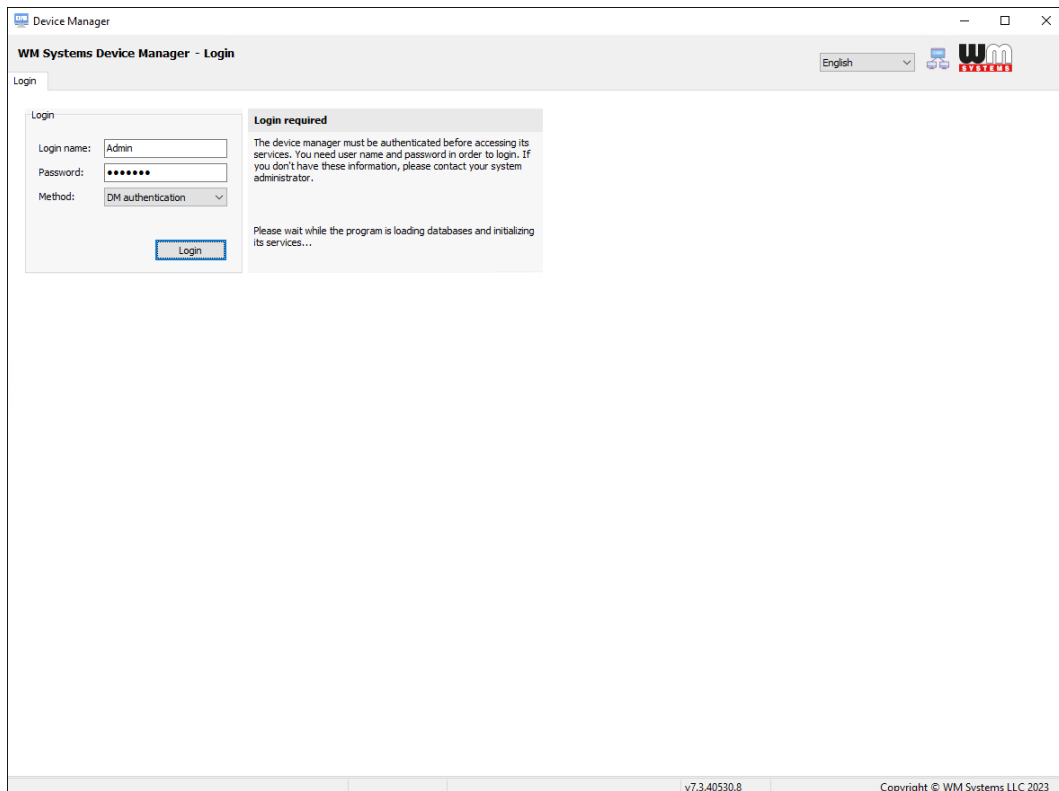 Device Manager
WM Systems Device Manager - Login
English
WM
SYSTEMS
Login
Login
Login name:
Admin
Password:
•••••••
Method:
DM authentication
Login
Login required
The device manager must be authenticated before accessing its
services. You need user name and password in order to login. If
you don't have these information, please contact your system
administrator.
Please wait while the program is loading databases and initializing
its services...
v7.3.40530.8
Copyright © WM Systems LLC 2023